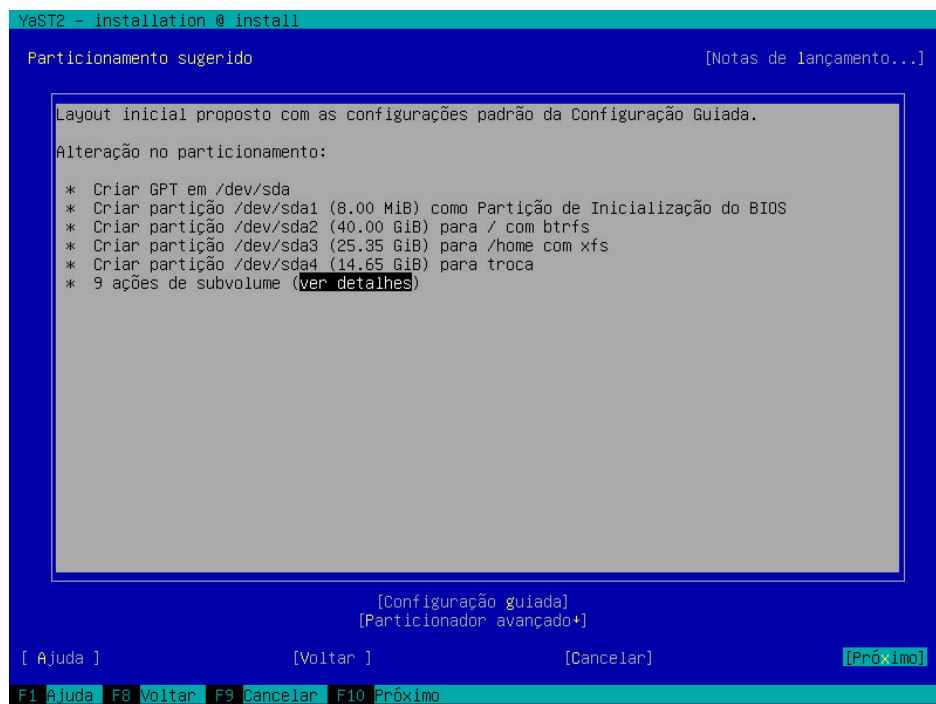 YaST2 - installation @ install
Particionamento sugerido [Notas de lançamento...]
Layout inicial proposto com as configurações padrão da Configuração Guiada.
Alteração no particionamento:
* Criar GPT em /dev/sda
* Criar partição /dev/sda1 (8.00 MiB) como Partição de Inicialização do BIOS
* Criar partição /dev/sda2 (40.00 GiB) para / com btrfs
* Criar partição /dev/sda3 (25.35 GiB) para /home com xfs
* Criar partição /dev/sda4 (14.65 GiB) para troca
* 9 ações de subvolume (ver detalhes)
[Configuração guiada]
[Particionador avançado↓]
[ Ajuda ] [Voltar ] [Cancelar] [Próximo]
F1 Ajuda F8 Voltar F9 Cancelar F10 Próximo